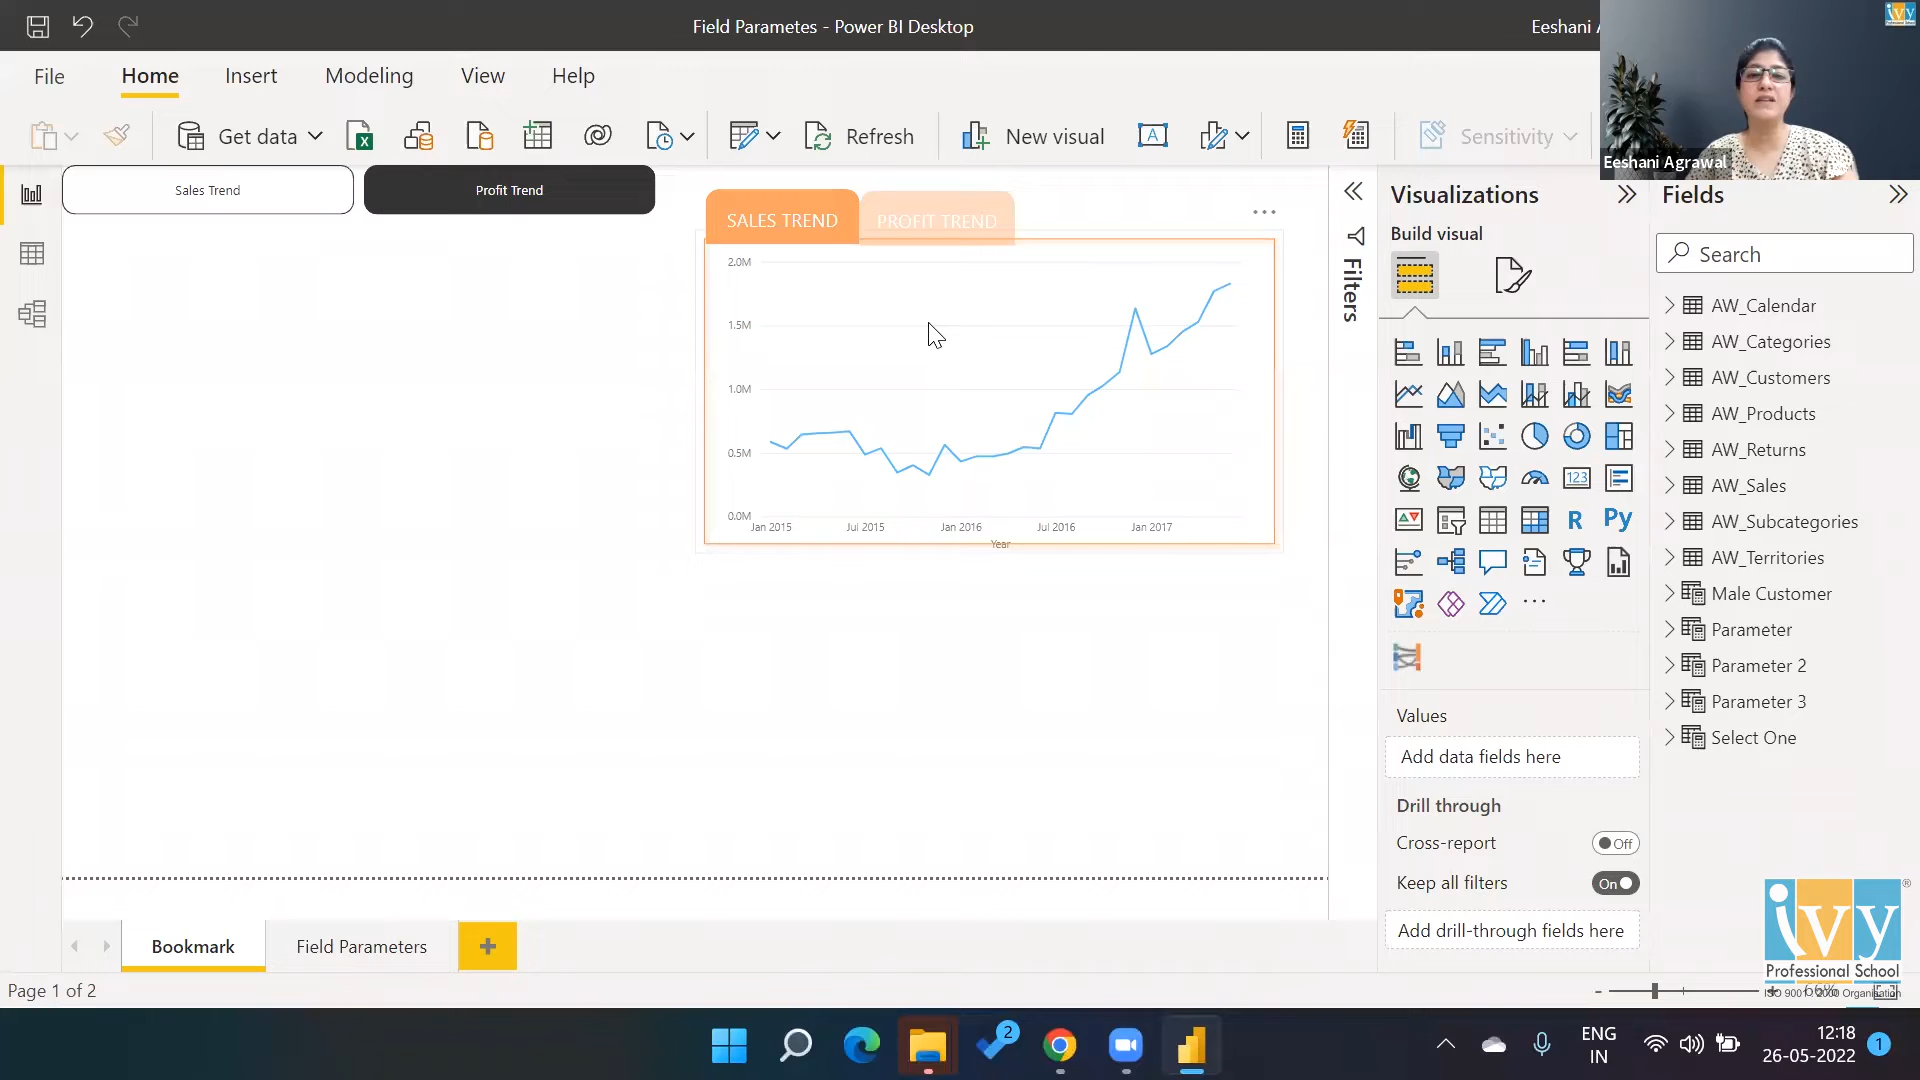 Field Parametes - Power BI Desktop
Eeshani A
ivy
File
Home
Insert
Modeling
View
Help
Get data
Refresh
New visual
Sensitivity
Eeshani Agrawal
Sales Trend
Profit Trend
SALES TREND
PROFIT TREND
2.0M
1.5M
1.0M
0.5M
0.0M
Jan 2015
Jul 2015
Jan 2016
Jul 2016
Jan 2017
Year
Filters
Visualizations
Build visual
123
R
Py
Values
Add data fields here
Drill through
Cross-report
Off
Keep all filters
On
Add drill-through fields here
Fields
Search
AW_Calendar
AW_Categories
AW_Customers
AW_Products
AW_Returns
AW_Sales
AW_Subcategories
AW_Territories
Male Customer
Parameter
Parameter 2
Parameter 3
Select One
ivy
Professional School
Bookmark
Field Parameters
Page 1 of 2
2
ENG
IN
12:18
26-05-2022
1